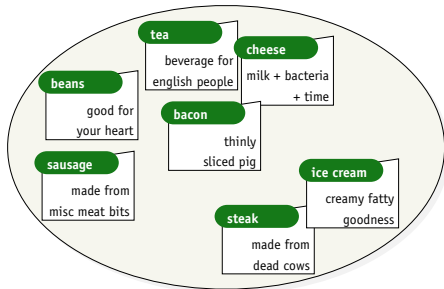 tea
beverage for
english people
cheese
milk + bacteria
+ time
beans
good for
your heart
bacon
thinly
sliced pig
sausage
made from
misc meat bits
ice cream
creamy fatty
goodness
steak
made from
dead cows